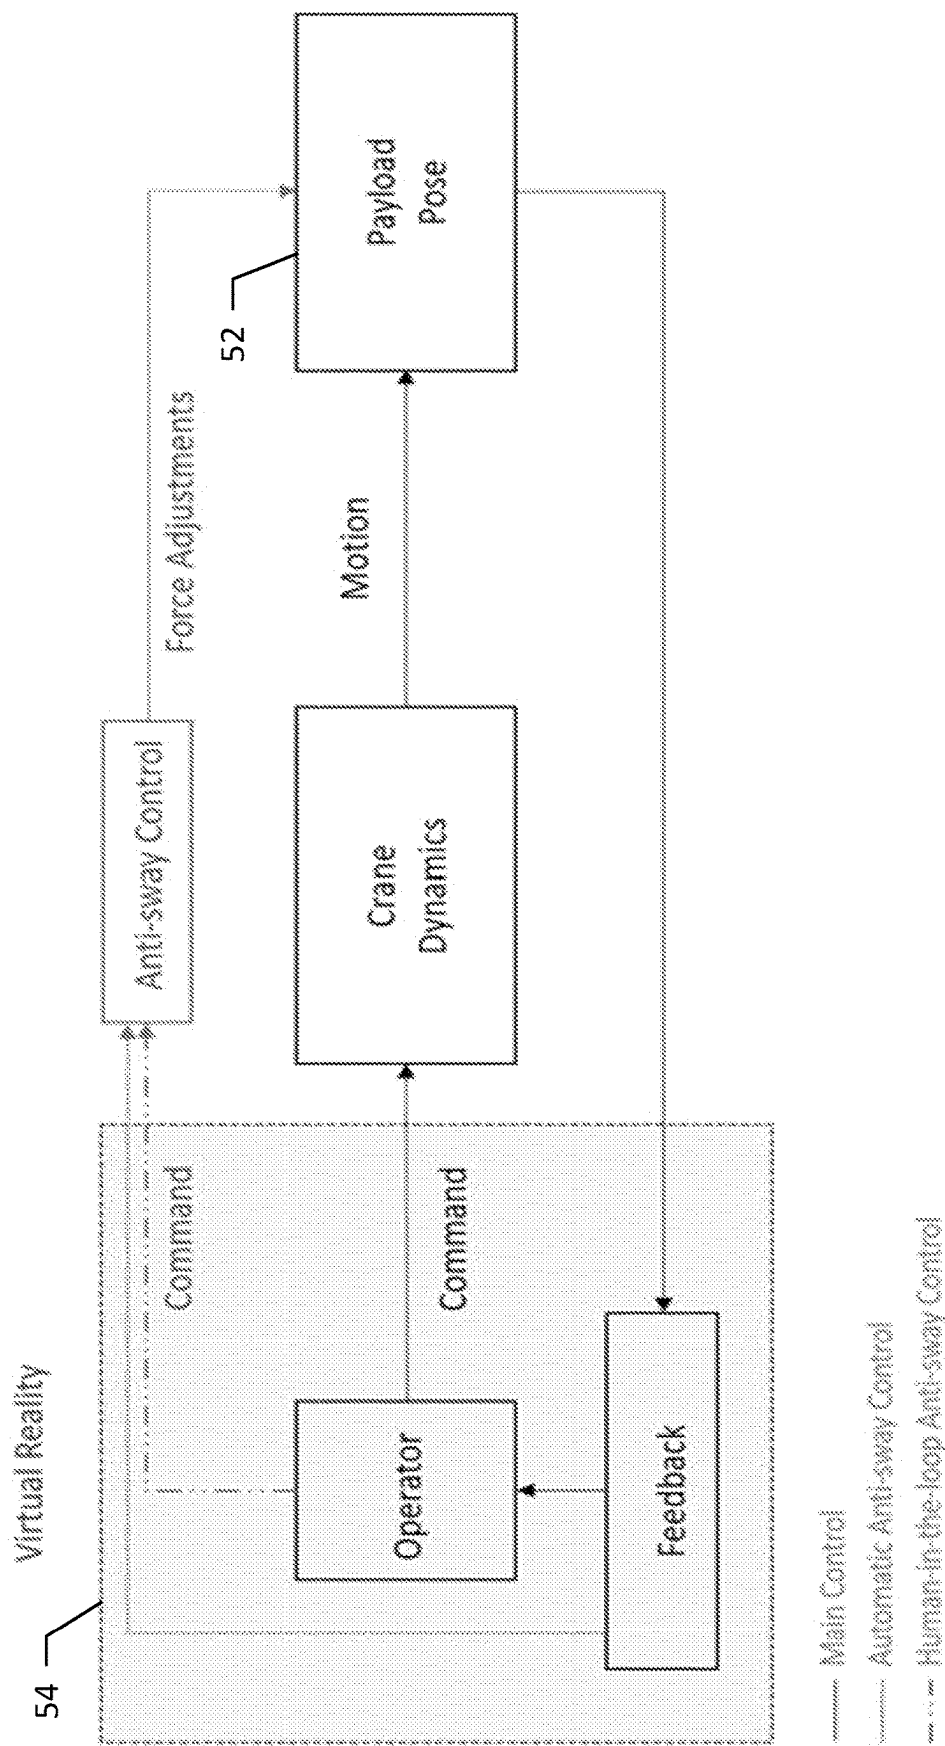 54
Virtual Reality
Command
Anti-sway Control
Force Adjustments
52
Operator
Command
Crane
Dynamics
Motion
Payload
Pose
Feedback
Main Control
Automatic Anti-sway Control
Human-in-the-loop Anti-sway Control